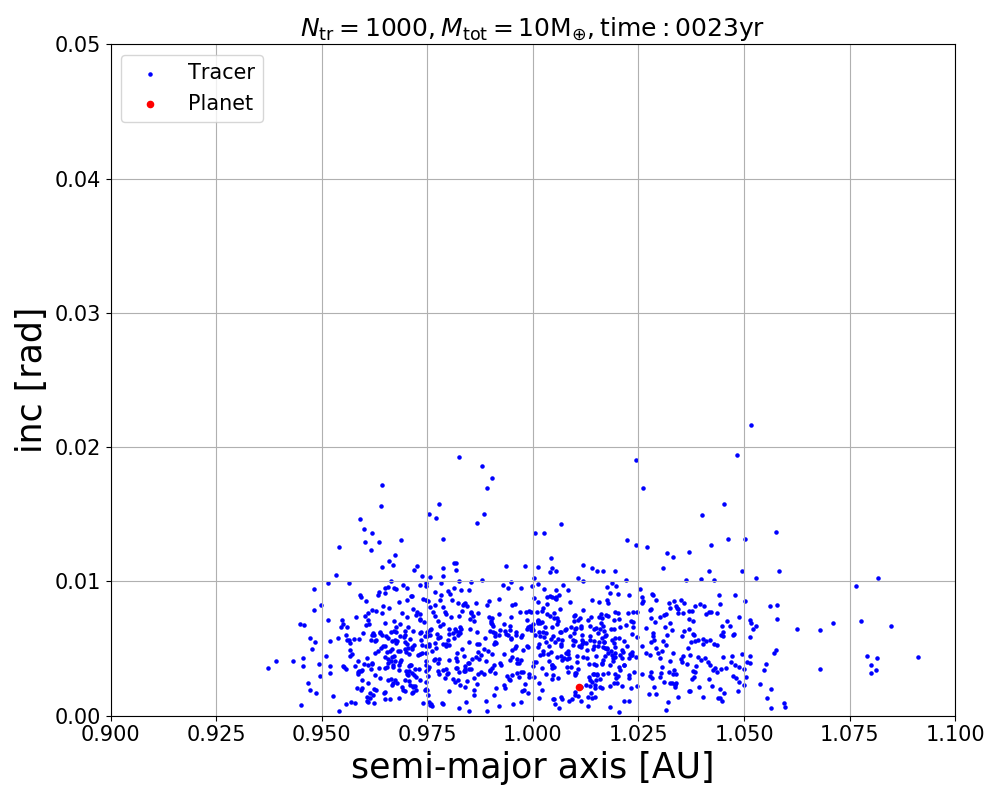 N_tr = 1000, M_tot = 10M_⊕, time : 0023yr
Tracer
Planet
inc [rad]
0.05
0.04
0.03
0.02
0.01
0.00
0.900 0.925 0.950 0.975 1.000 1.025 1.050 1.075 1.100
semi-major axis [AU]